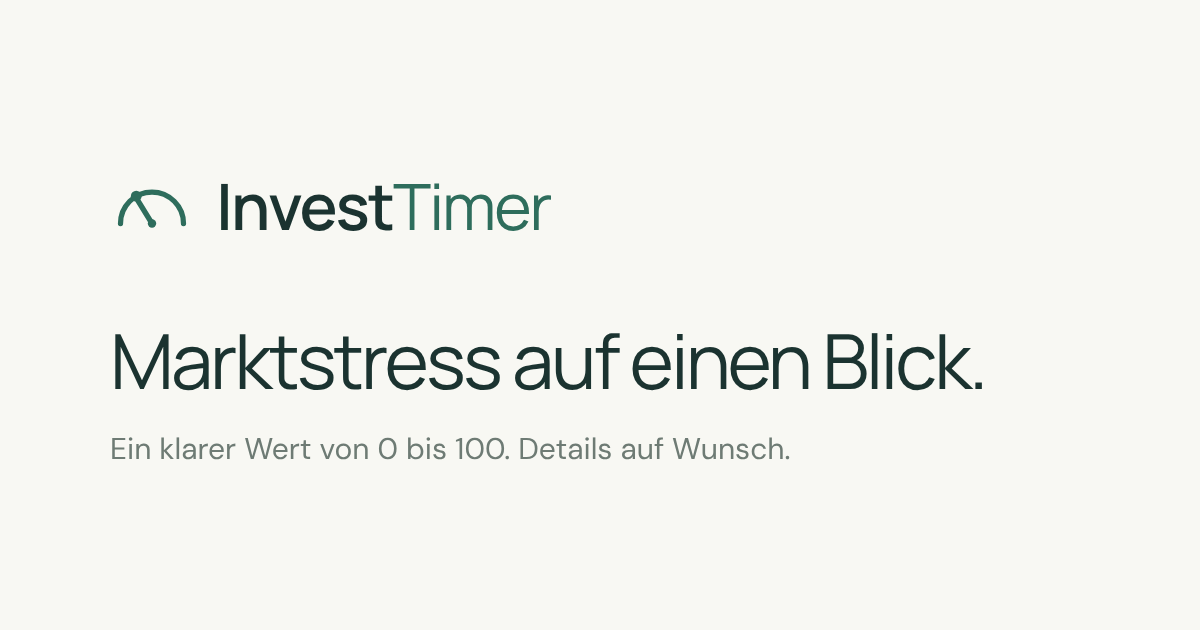 InvestTimer
Marktstress auf einen Blick.
Ein klarer Wert von 0 bis 100. Details auf Wunsch.